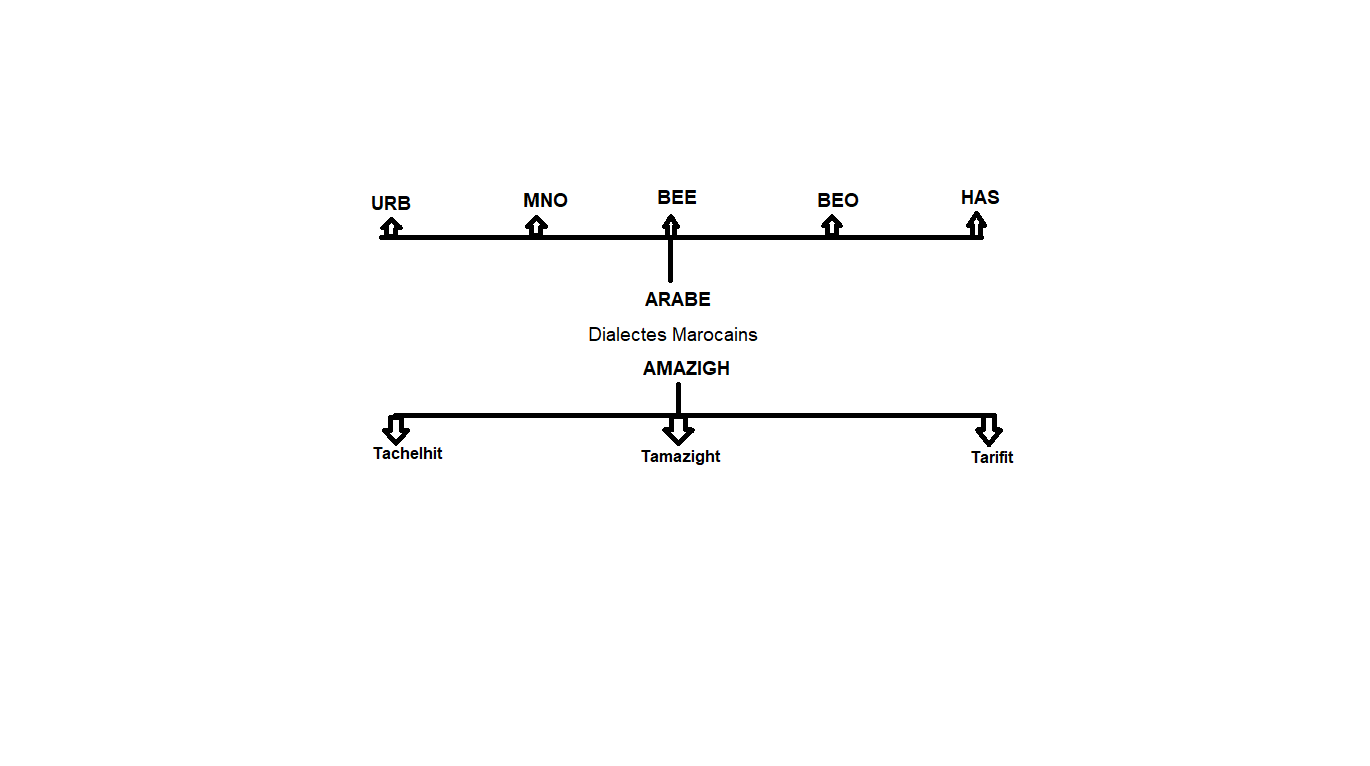 URB MNO BEE BEO HAS
ARABE
Dialectes Marocains
AMAZIGH
Tachelhit Tamazight Tarifit